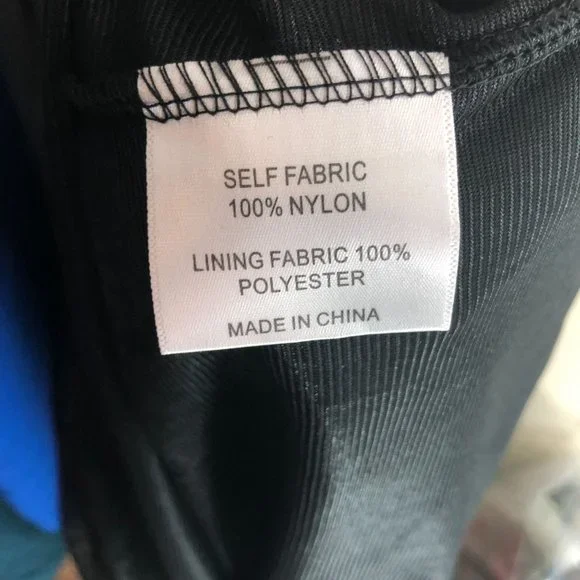 SELF FABRIC
100% NYLON
LINING FABRIC 100%
POLYESTER
MADE IN CHINA